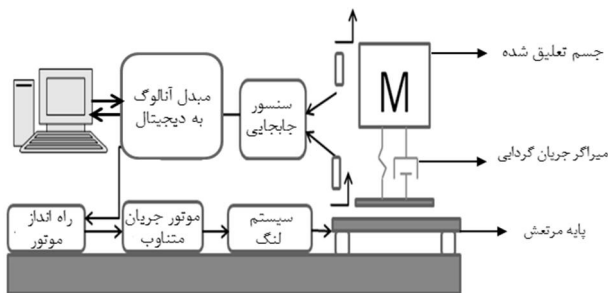 جسم تعلیق شده
M
مبدل آنالوگ
به دیجیتال
سنسور
جابجایی
میراگر جریان گردابی
راه انداز
موتور
موتور جریان
متناوب
سیستم
لنگ
پایه مرتعش